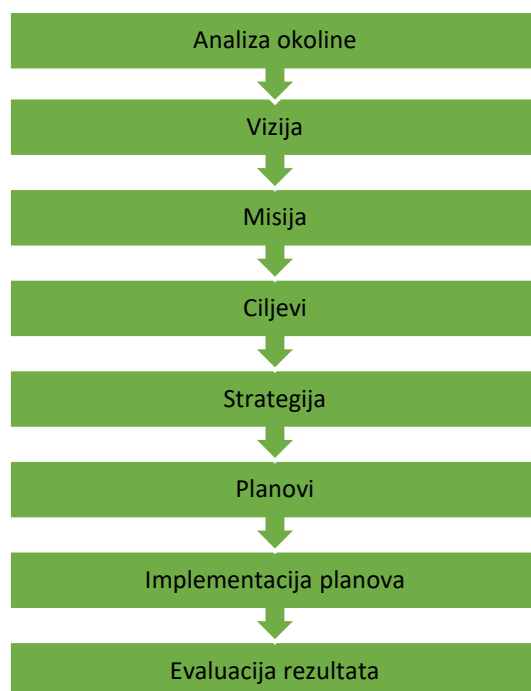 Analiza okoline
Vizija
Misija
Ciljevi
Strategija
Planovi
Implementacija planova
Evaluacija rezultata